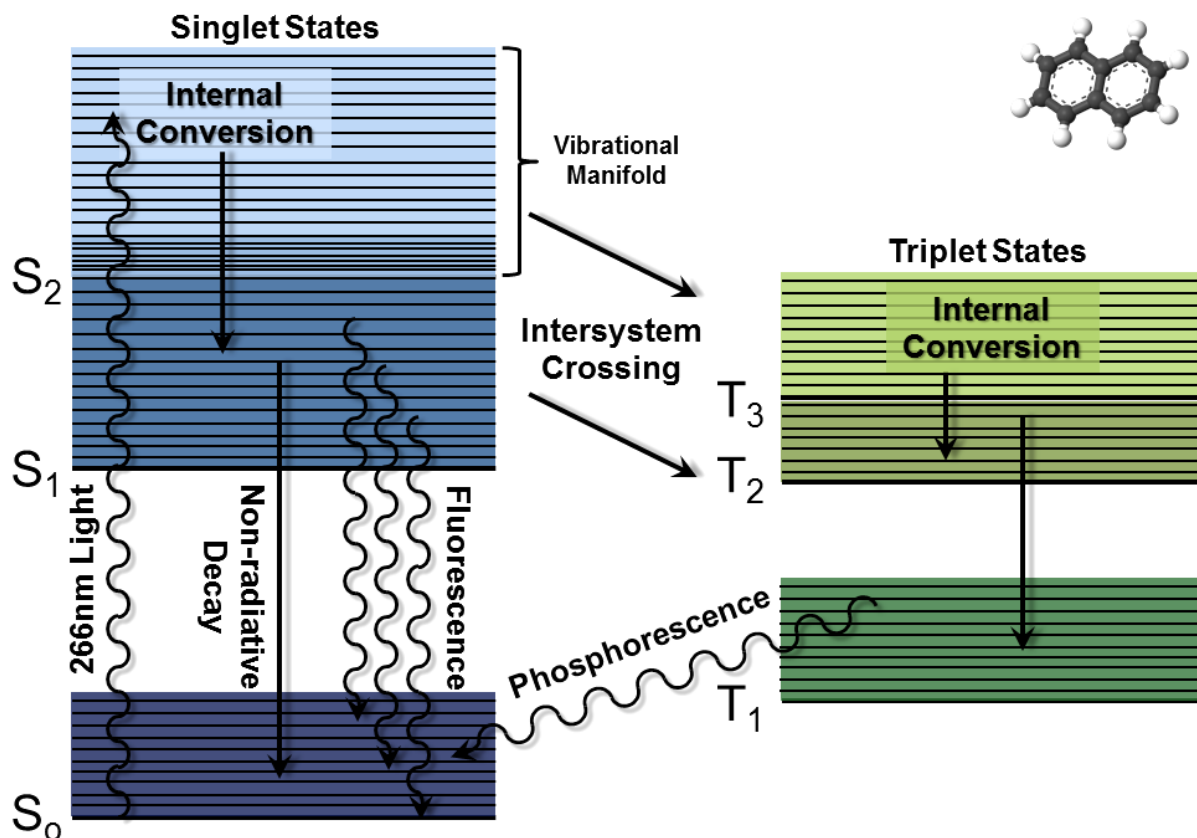 Singlet States
Internal
Conversion
Vibrational
Manifold
S2
Triplet States
Internal
Conversion
Intersystem
Crossing
T3
S1
T2
266nm Light
Non-radiative
Decay
Fluorescence
Phosphorescence
T1
So